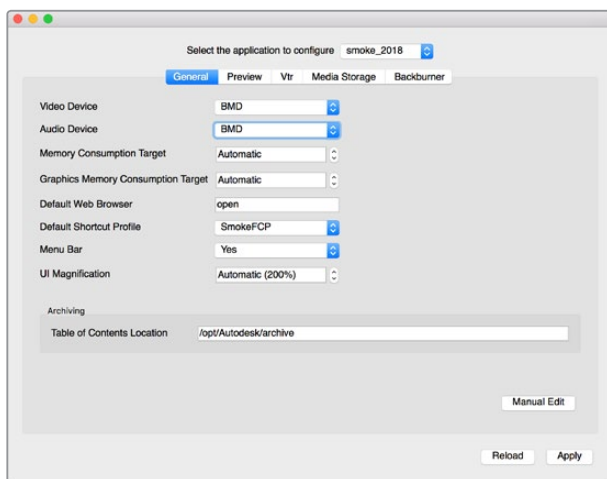 Select the application to configure smoke_2018
General Preview Vtr Media Storage Backburner
Video Device BMD
Audio Device BMD
Memory Consumption Target Automatic
Graphics Memory Consumption Target Automatic
Default Web Browser open
Default Shortcut Profile SmokeFCP
Menu Bar Yes
UI Magnification Automatic (200%)
Archiving
Table of Contents Location /opt/Autodesk/archive
Manual Edit
Reload Apply